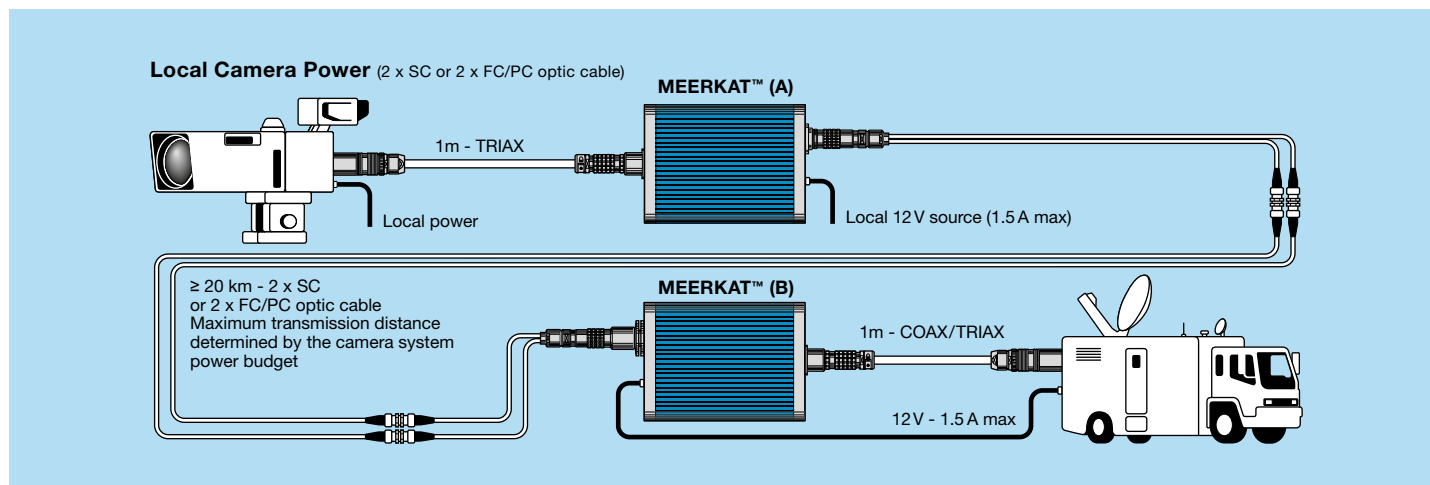 Local Camera Power (2 x SC or 2 x FC/PC optic cable)
MEERKAT™ (A)
1m - TRIAX
Local power
Local 12 V source (1.5 A max)
≥ 20 km - 2 x SC
or 2 x FC/PC optic cable
Maximum transmission distance
determined by the camera system
power budget
MEERKAT™ (B)
1m - COAX/TRIAX
12 V - 1.5 A max